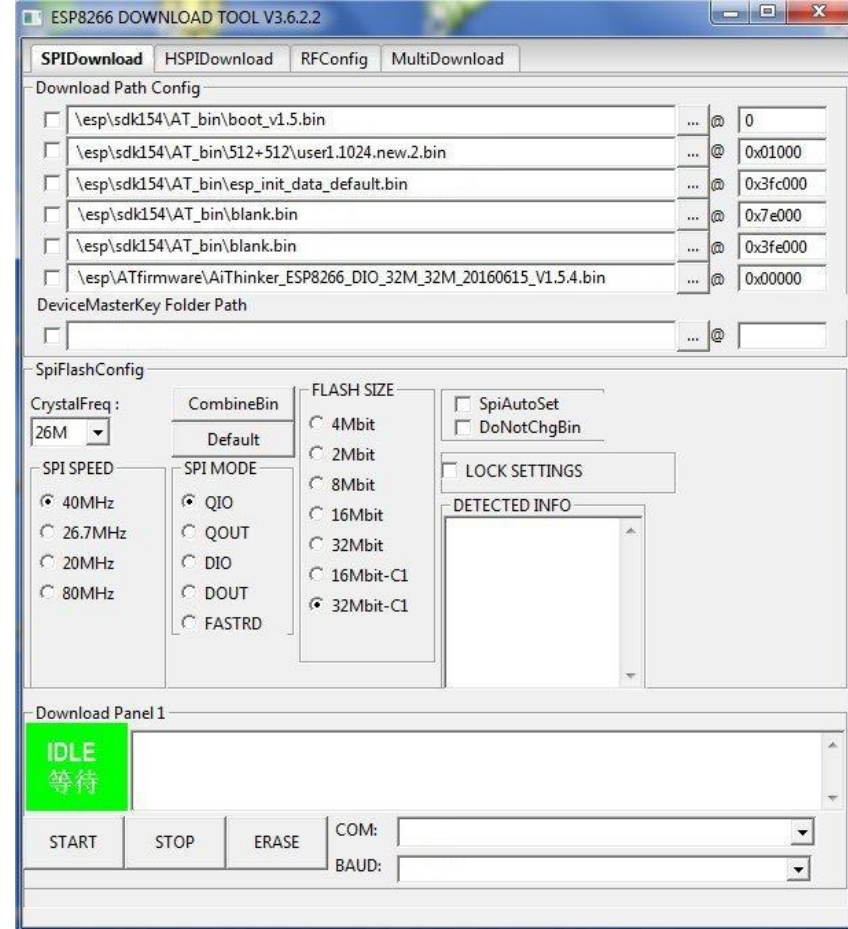 ESP8266 DOWNLOAD TOOL V3.6.2.2
SPIDownload HSPIDownload RFConfig MultiDownload
Download Path Config
\esp\sdk154\AT_bin\boot_v1.5.bin ... @ 0
\esp\sdk154\AT_bin\512+512\user1.1024.new.2.bin ... @ 0x01000
\esp\sdk154\AT_bin\esp_init_data_default.bin ... @ 0x3fc000
\esp\sdk154\AT_bin\blank.bin ... @ 0x7e000
\esp\sdk154\AT_bin\blank.bin ... @ 0x3fe000
\esp\ATfirmware\AiThinker_ESP8266_DIO_32M_32M_20160615_V1.5.4.bin ... @ 0x00000
DeviceMasterKey Folder Path
... @
SpiFlashConfig
CrystalFreq :
26M
CombineBin
Default
SPI SPEED
40MHz
26.7MHz
20MHz
80MHz
SPI MODE
QIO
QOUT
DIO
DOUT
FASTRD
FLASH SIZE
4Mbit
2Mbit
8Mbit
16Mbit
32Mbit
16Mbit-C1
32Mbit-C1
SpiAutoSet
DoNotChgBin
LOCK SETTINGS
DETECTED INFO
Download Panel 1
IDLE
等待
START STOP ERASE
COM:
BAUD: